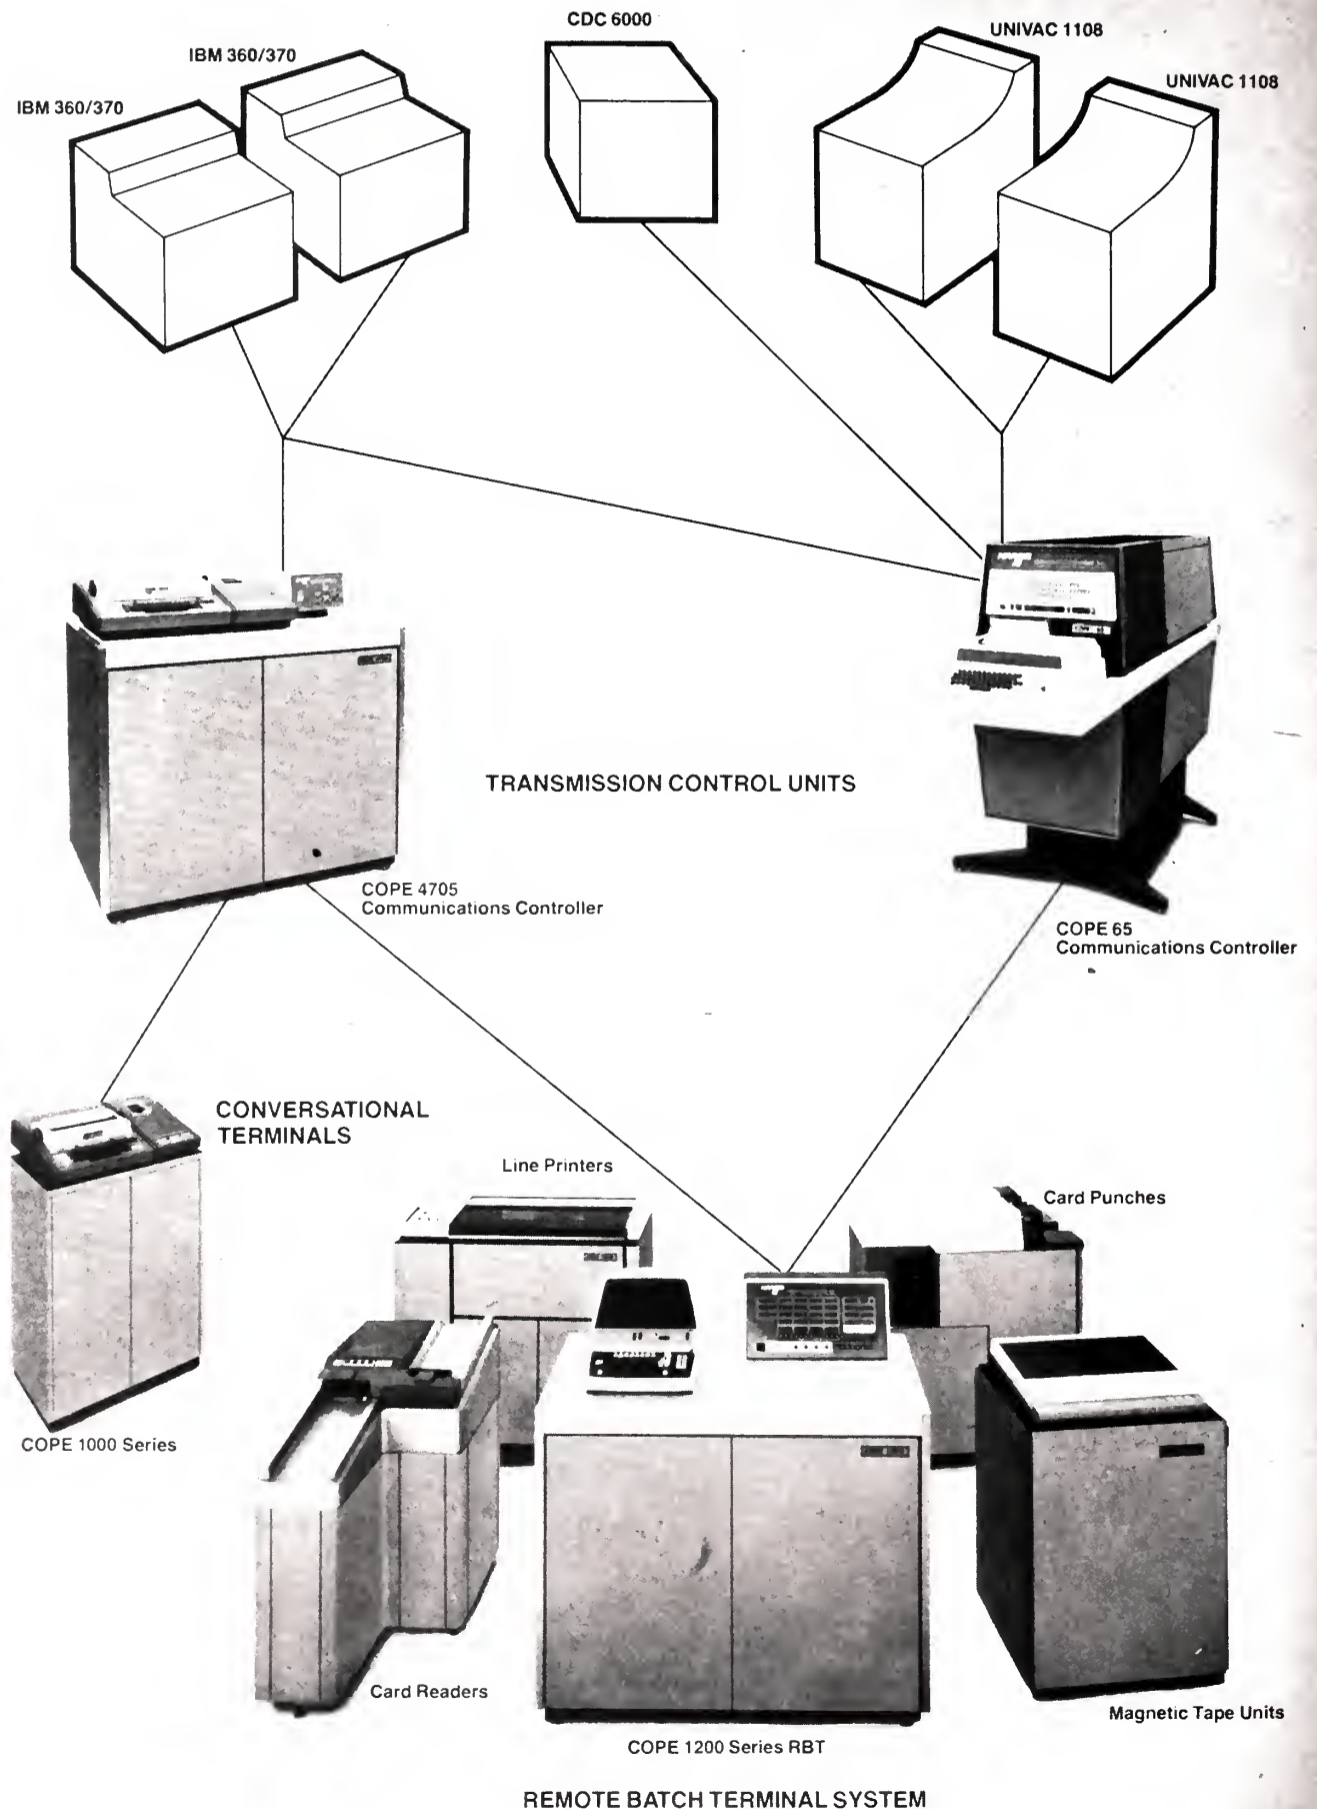 CDC 6000
UNIVAC 1108
IBM 360/370
UNIVAC 1108
IBM 360/370
TRANSMISSION CONTROL UNITS
COPE 4705
Communications Controller
COPE 65
Communications Controller
CONVERSATIONAL
TERMINALS
Line Printers
Card Punches
COPE 1000 Series
Card Readers
Magnetic Tape Units
COPE 1200 Series RBT
REMOTE BATCH TERMINAL SYSTEM